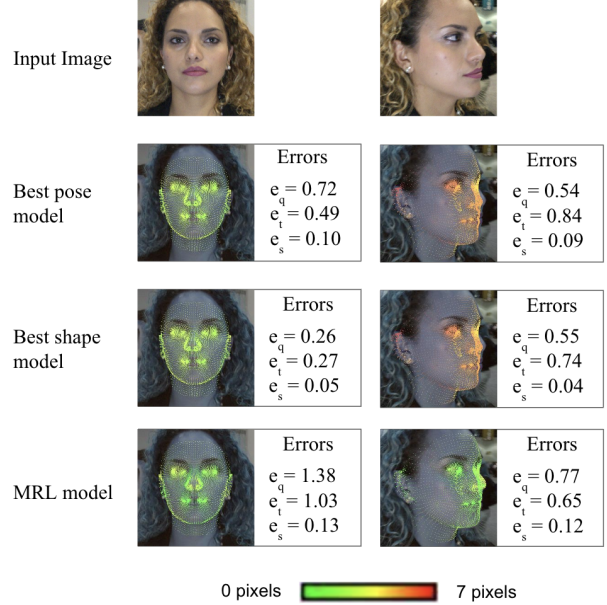 Input Image
Best pose
model
Errors
e_q = 0.72
e_t = 0.49
e_s = 0.10
Errors
e_q = 0.54
e_t = 0.84
e_s = 0.09
Best shape
model
Errors
e_q = 0.26
e_t = 0.27
e_s = 0.05
Errors
e_q = 0.55
e_t = 0.74
e_s = 0.04
MRL model
Errors
e_q = 1.38
e_t = 1.03
e_s = 0.13
Errors
e_q = 0.77
e_t = 0.65
e_s = 0.12
0 pixels 7 pixels